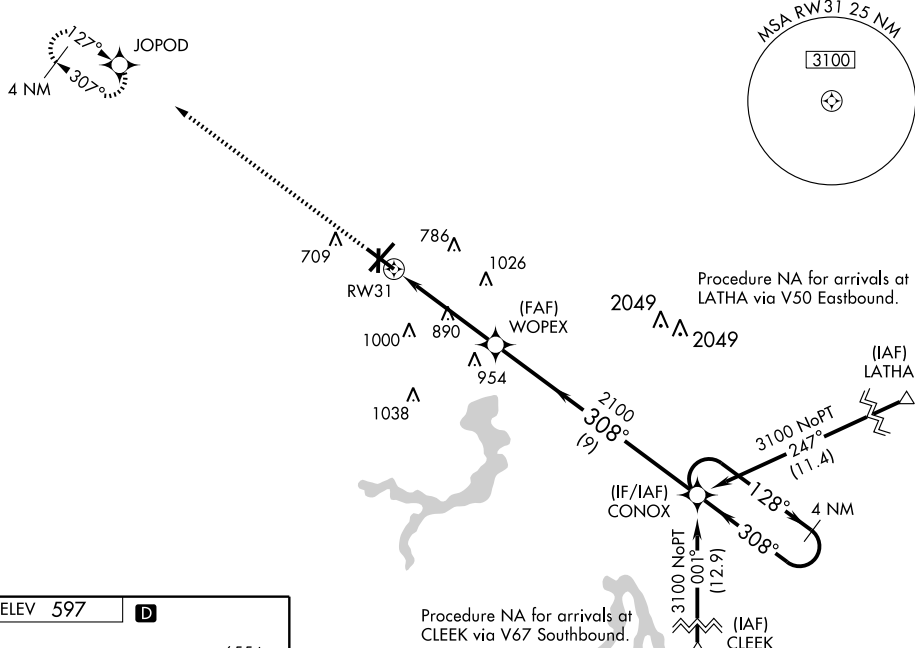 MSA RW31 25 NM
3100
127°
JOPOD
307°
4 NM
709
786
1026
RW31
Procedure NA for arrivals at
LATHA via V50 Eastbound.
(FAF)
WOPEX
2049
2049
890
1000
954
1038
(IAF)
LATHA
2100
308°
(9)
3100 NoPT
247°
(11.4)
(IF/IAF)
CONOX
128°
4 NM
308°
3100 NoPT
001°
(12.9)
ELEV 597
D
Procedure NA for arrivals at
CLEEK via V67 Southbound.
(IAF)
CLEEK